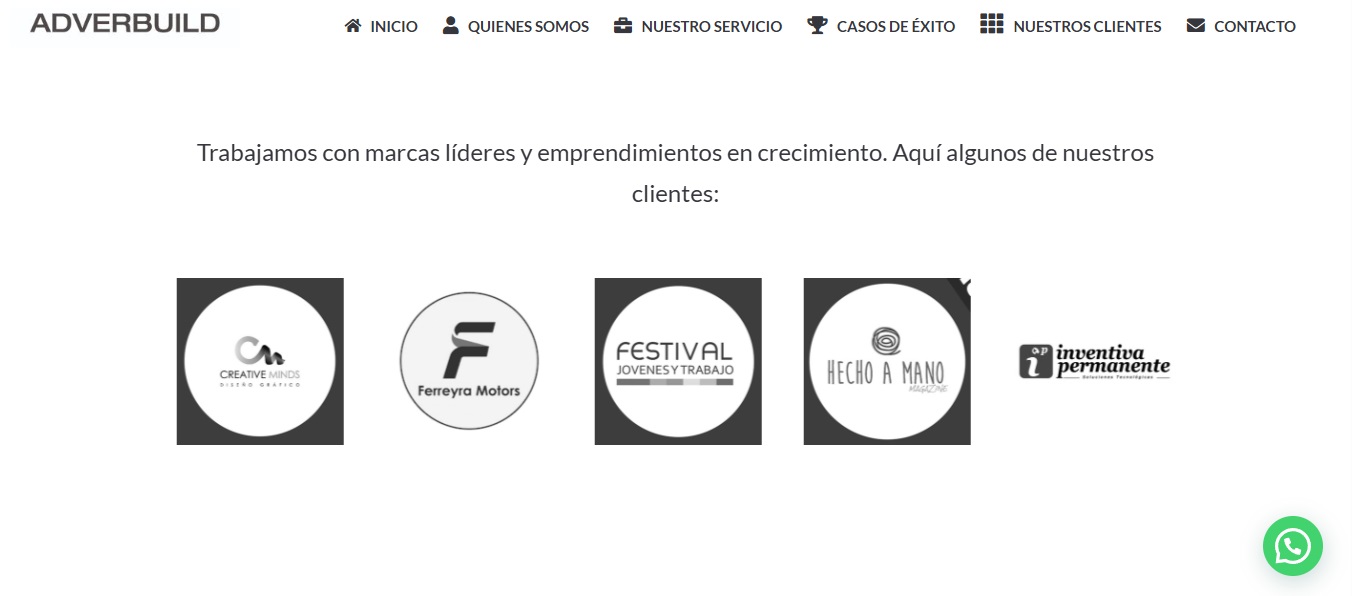 ADVERBUILD
INICIO
QUIENES SOMOS
NUESTRO SERVICIO
CASOS DE ÉXITO
NUESTROS CLIENTES
CONTACTO
Trabajamos con marcas líderes y emprendimientos en crecimiento. Aquí algunos de nuestros
clientes:
CM
CREATIVE MINDS
DISEÑO GRÁFICO
F
Ferreyra Motors
FESTIVAL
JOVENES Y TRABAJO
HECHO A MANO
MAGAZINE
ap
i
inventiva
permanente
Soluciones Tecnológicas